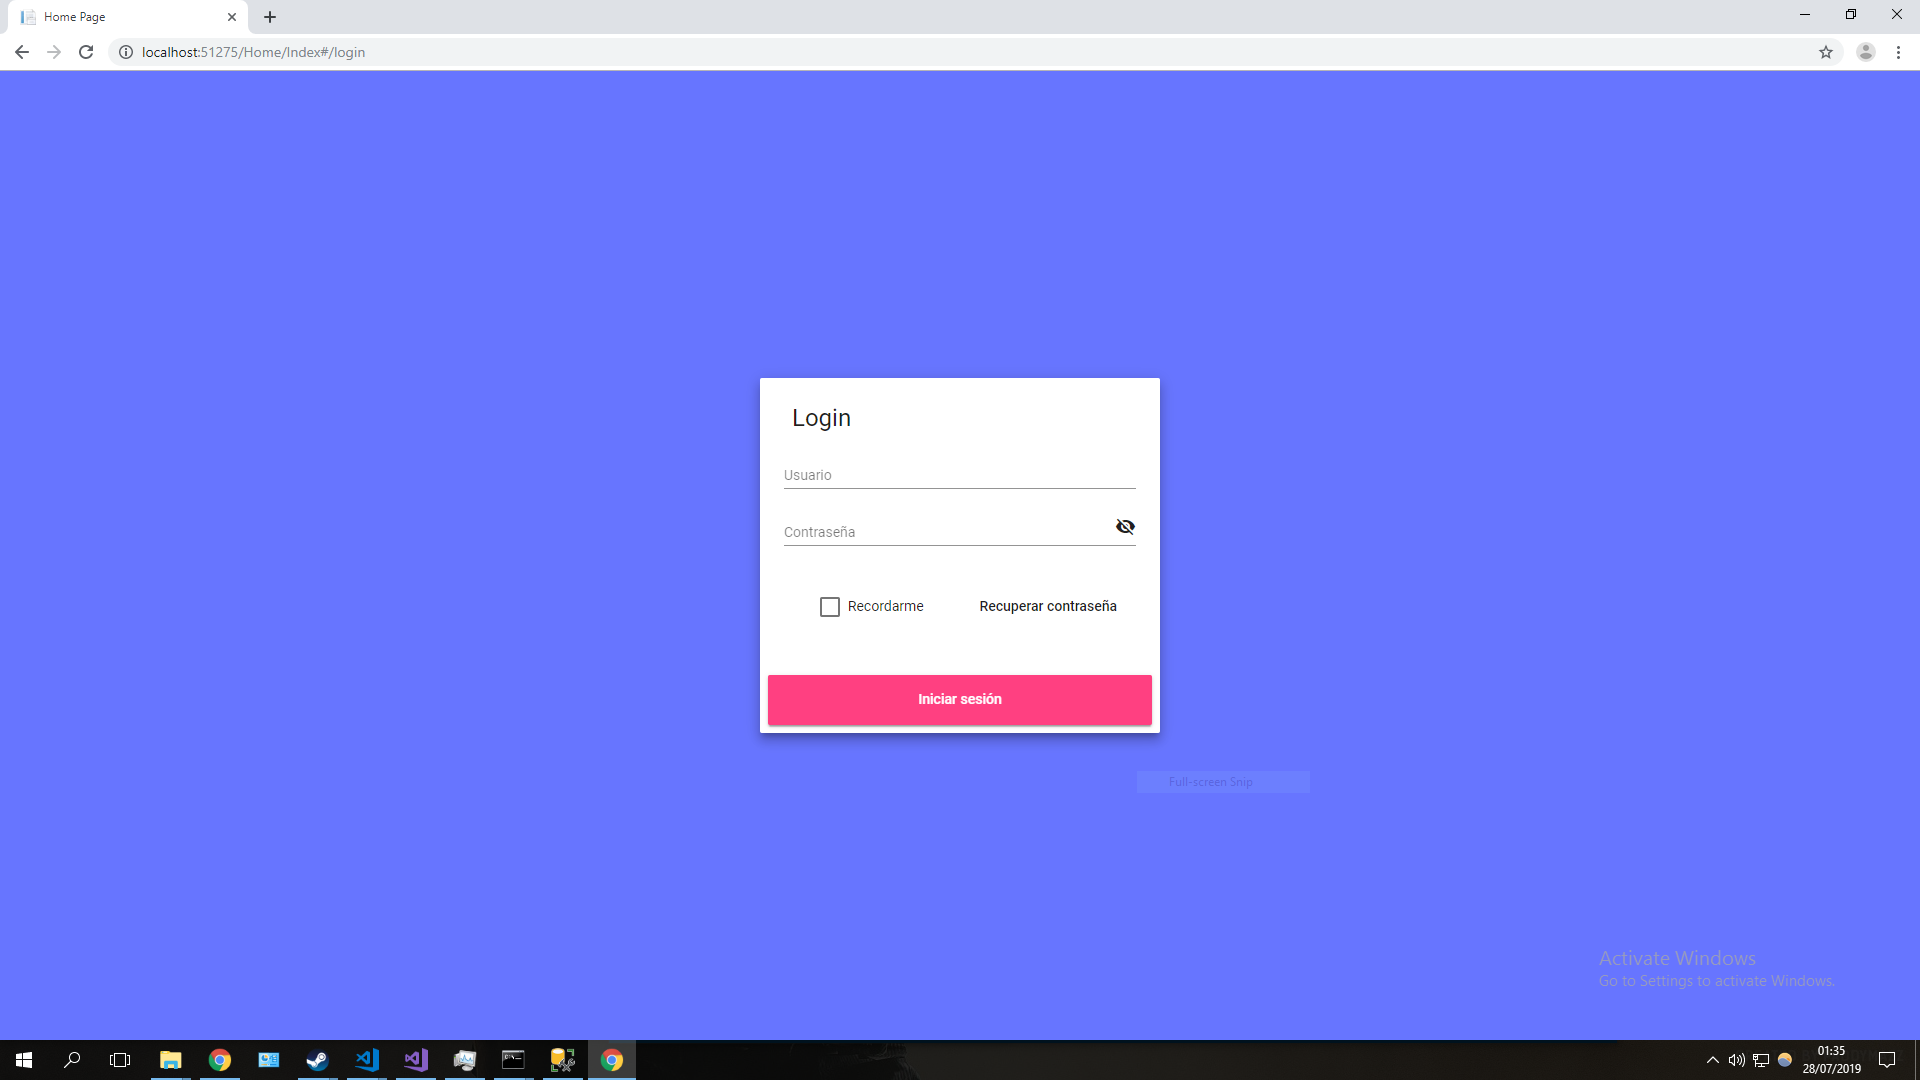 Home Page
localhost:51275/Home/Index#/login
Login
Usuario
Contraseña
Recordarme
Recuperar contraseña
Iniciar sesión
Full-screen Snip
Activate Windows
Go to Settings to activate Windows.
01:35
28/07/2019